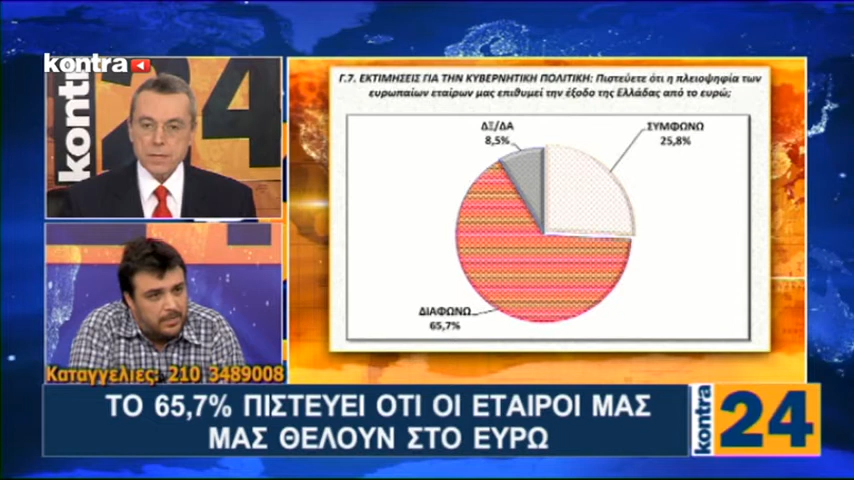 kontra
kontra
24
Γ.7. ΕΚΤΙΜΗΣΕΙΣ ΓΙΑ ΤΗΝ ΚΥΒΕΡΝΗΤΙΚΗ ΠΟΛΙΤΙΚΗ: Πιστεύετε ότι η πλειοψηφία των
ευρωπαίων εταίρων μας επιθυμεί την έξοδο της Ελλάδας από το ευρώ;
ΔΞ/ΔΑ
8,5%
ΣΥΜΦΩΝΩ
25,8%
ΔΙΑΦΩΝΩ
65,7%
Καταγγελιες: 210 3489008
ΤΟ 65,7% ΠΙΣΤΕΥΕΙ ΟΤΙ ΟΙ ΕΤΑΙΡΟΙ ΜΑΣ
ΜΑΣ ΘΕΛΟΥΝ ΣΤΟ ΕΥΡΩ
kontra
24